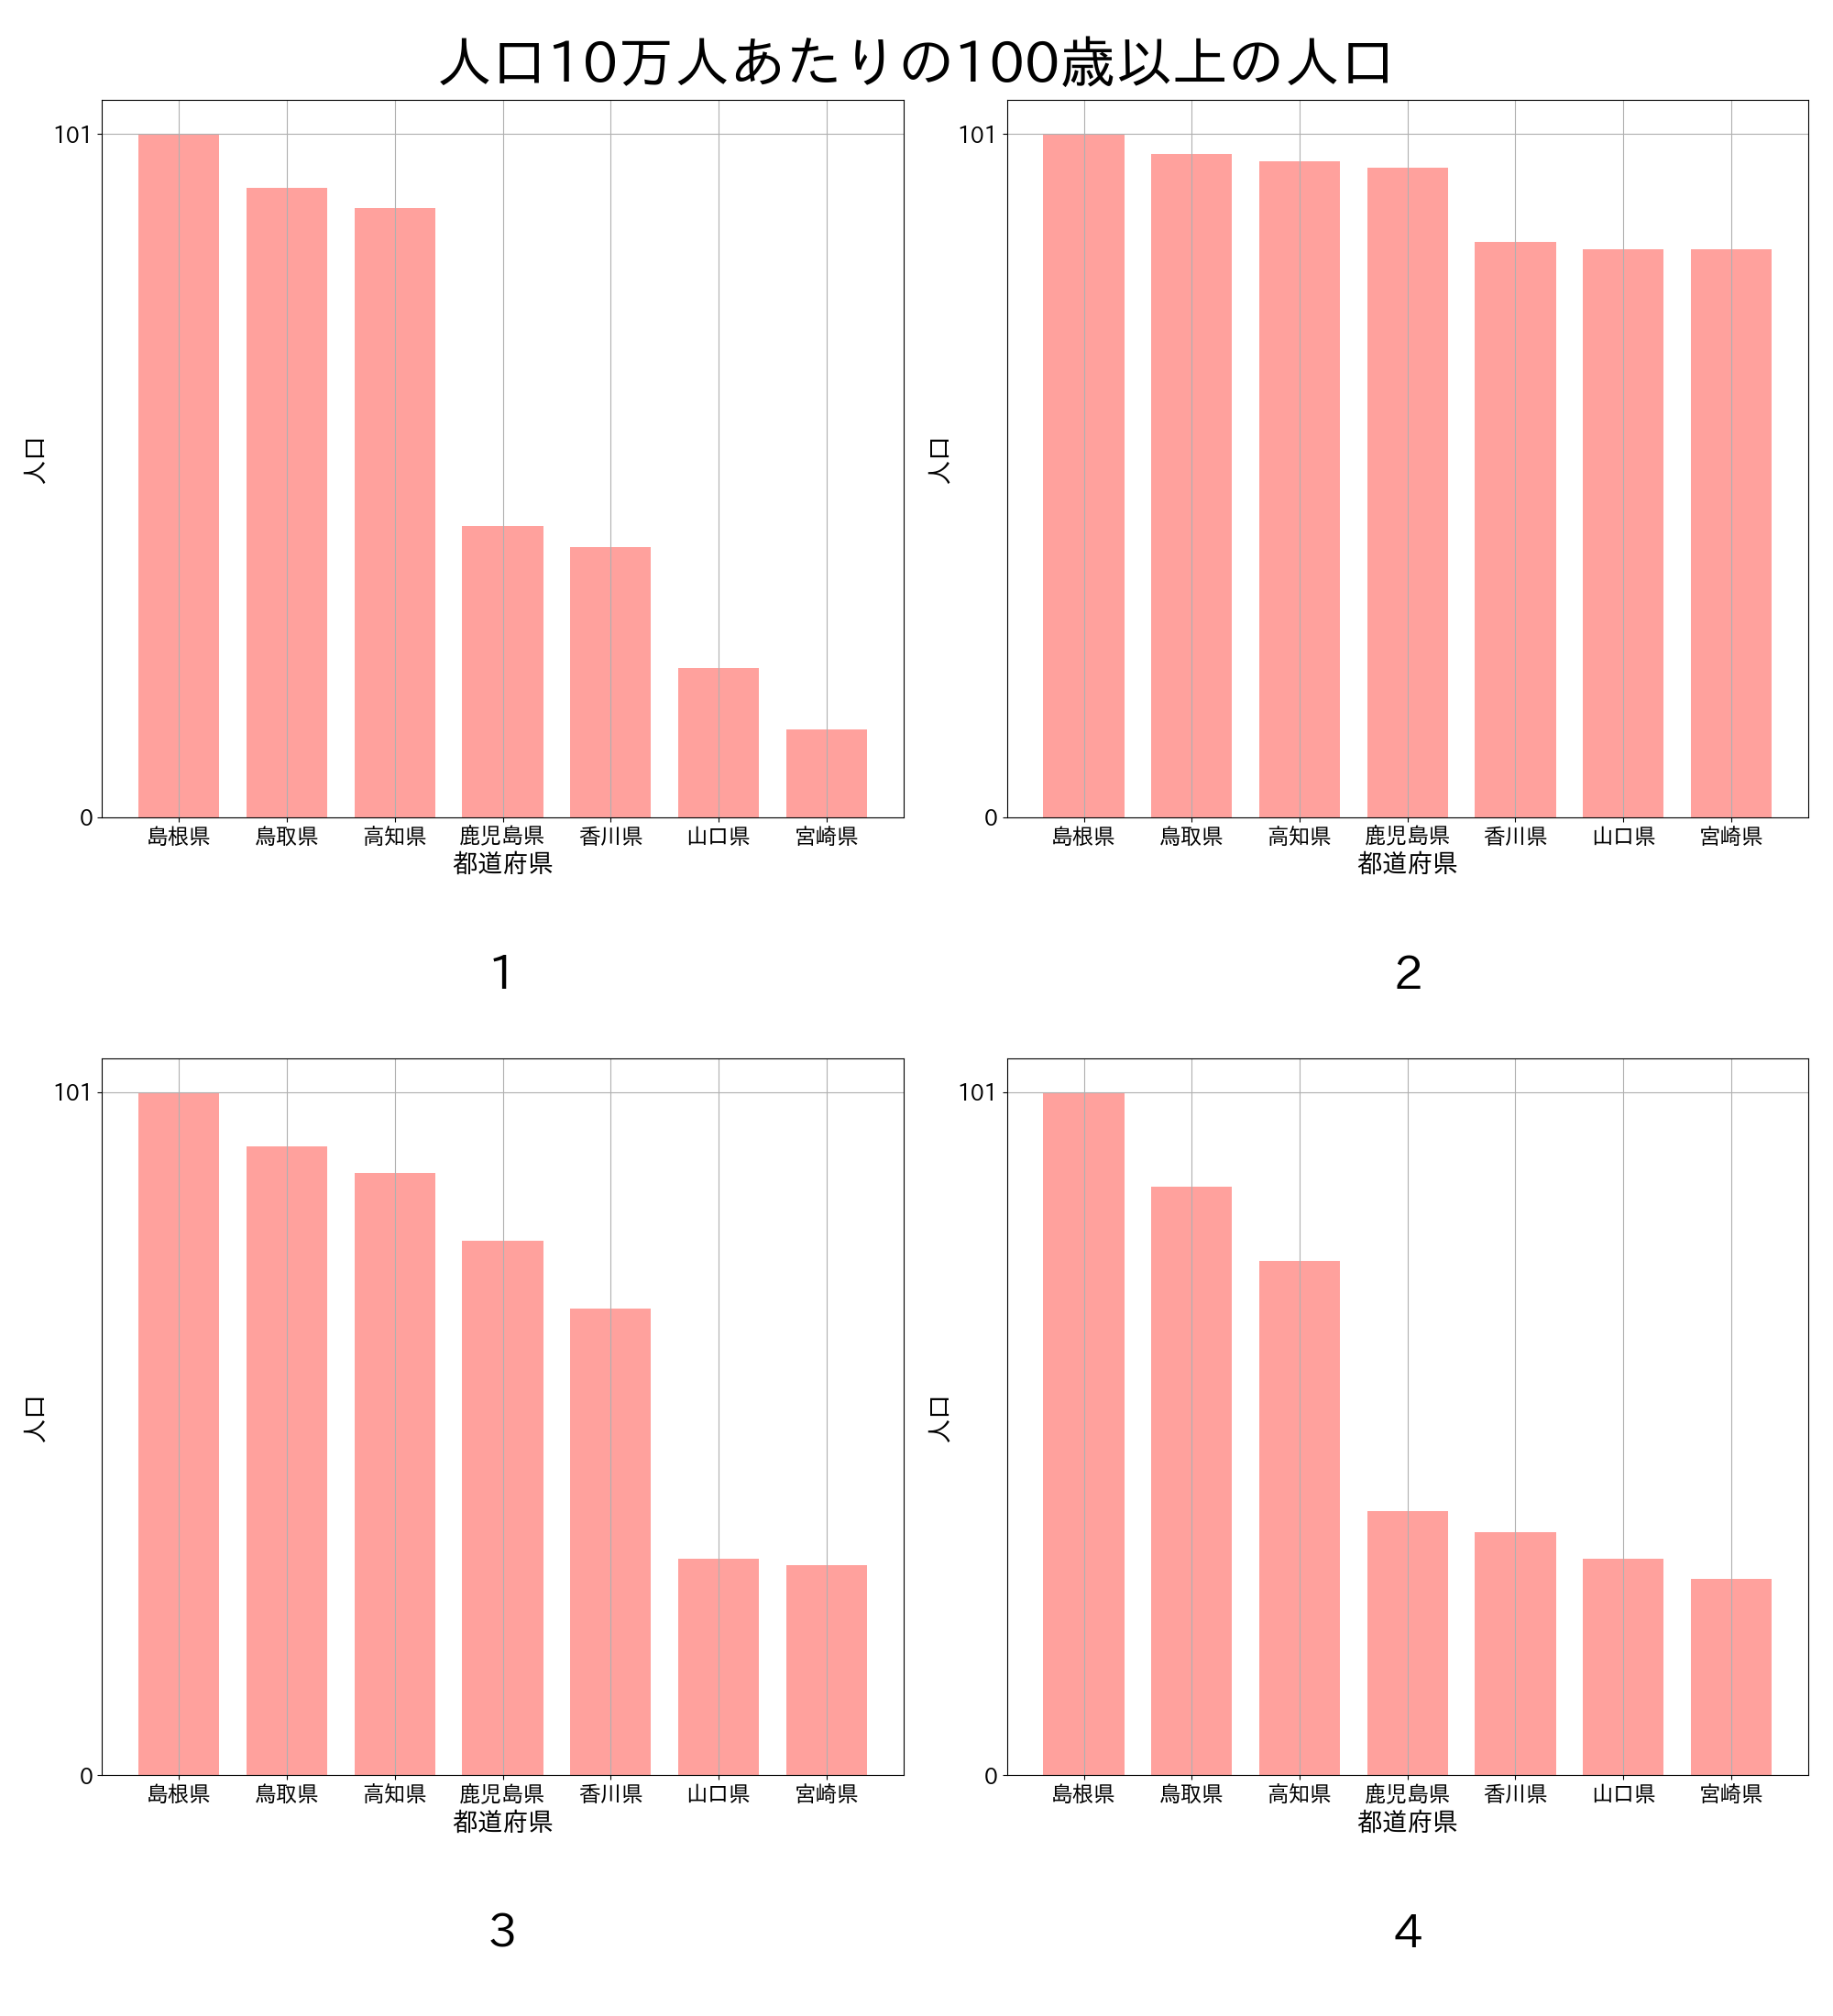 人口10万人あたりの100歳以上の人口
101
0
人口
島根県 鳥取県 高知県 鹿児島県 香川県 山口県 宮崎県
都道府県
1
101
0
人口
島根県 鳥取県 高知県 鹿児島県 香川県 山口県 宮崎県
都道府県
2
101
0
人口
島根県 鳥取県 高知県 鹿児島県 香川県 山口県 宮崎県
都道府県
3
101
0
人口
島根県 鳥取県 高知県 鹿児島県 香川県 山口県 宮崎県
都道府県
4